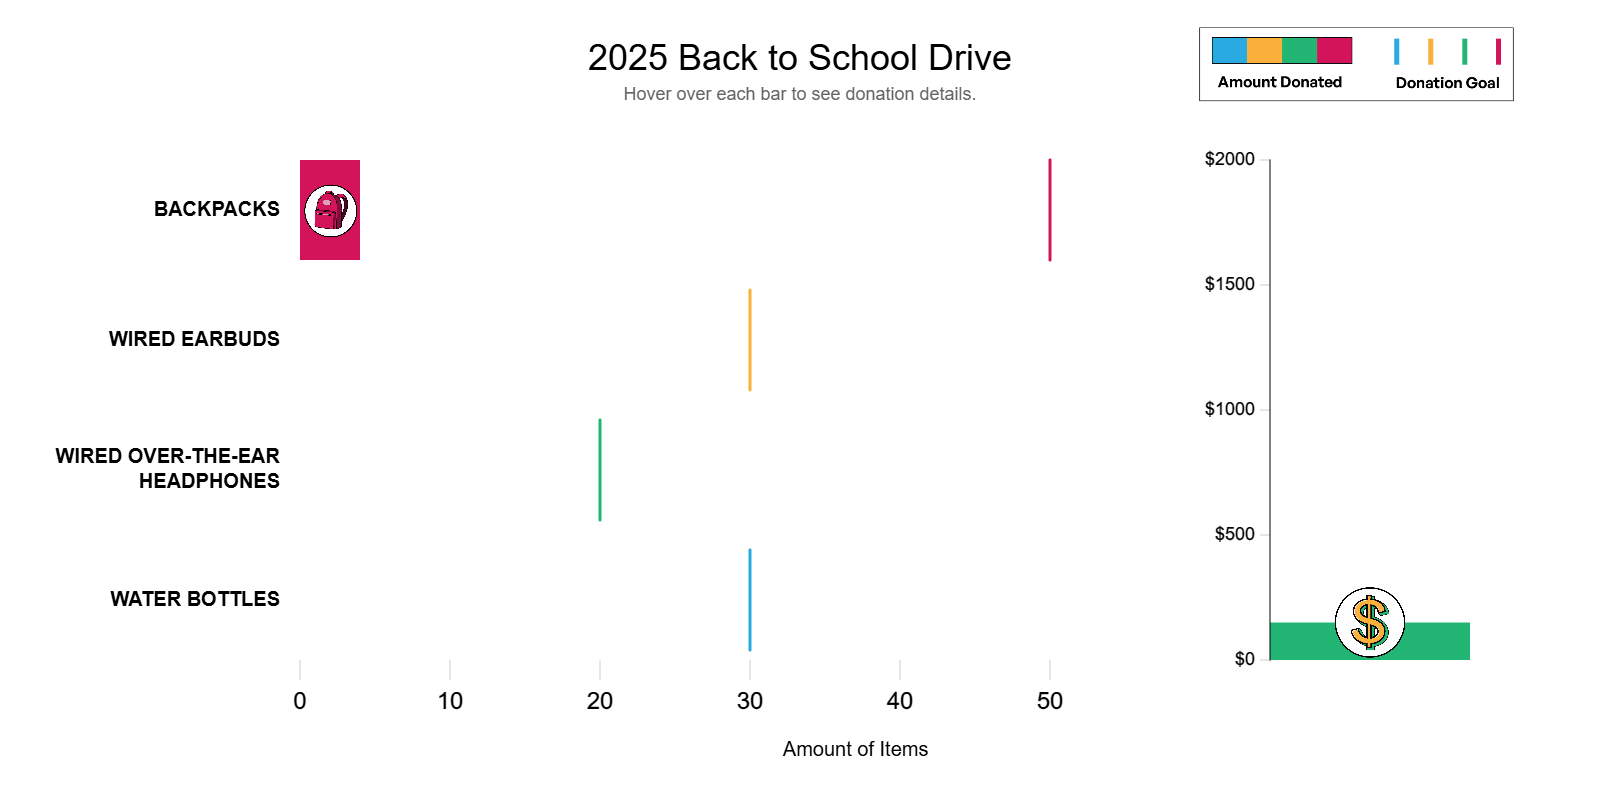 2025 Back to School Drive
Hover over each bar to see donation details.
Amount Donated
Donation Goal
BACKPACKS
WIRED EARBUDS
WIRED OVER-THE-EAR
HEADPHONES
WATER BOTTLES
0 10 20 30 40 50
Amount of Items
$2000
$1500
$1000
$500
$0
$